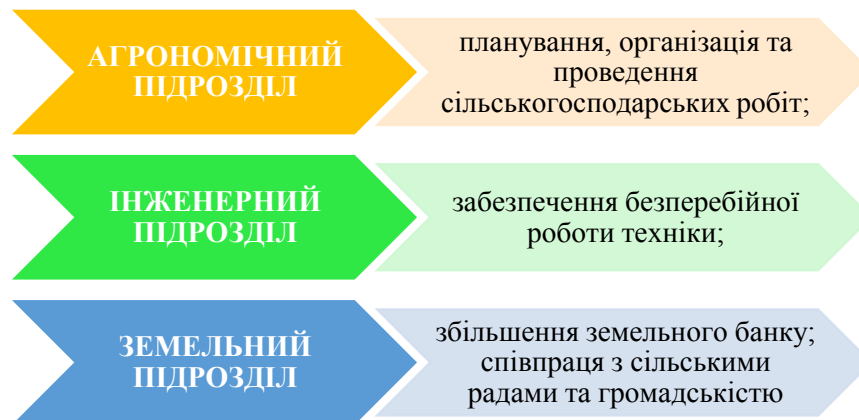 АГРОНОМІЧНИЙ
ПІДРОЗДІЛ
планування, організація та
проведення
сільськогосподарських робіт;
ІНЖЕНЕРНИЙ
ПІДРОЗДІЛ
забезпечення безперебійної
роботи техніки;
ЗЕМЕЛЬНИЙ
ПІДРОЗДІЛ
збільшення земельного банку;
співпраця з сільськими
радами та громадськістю